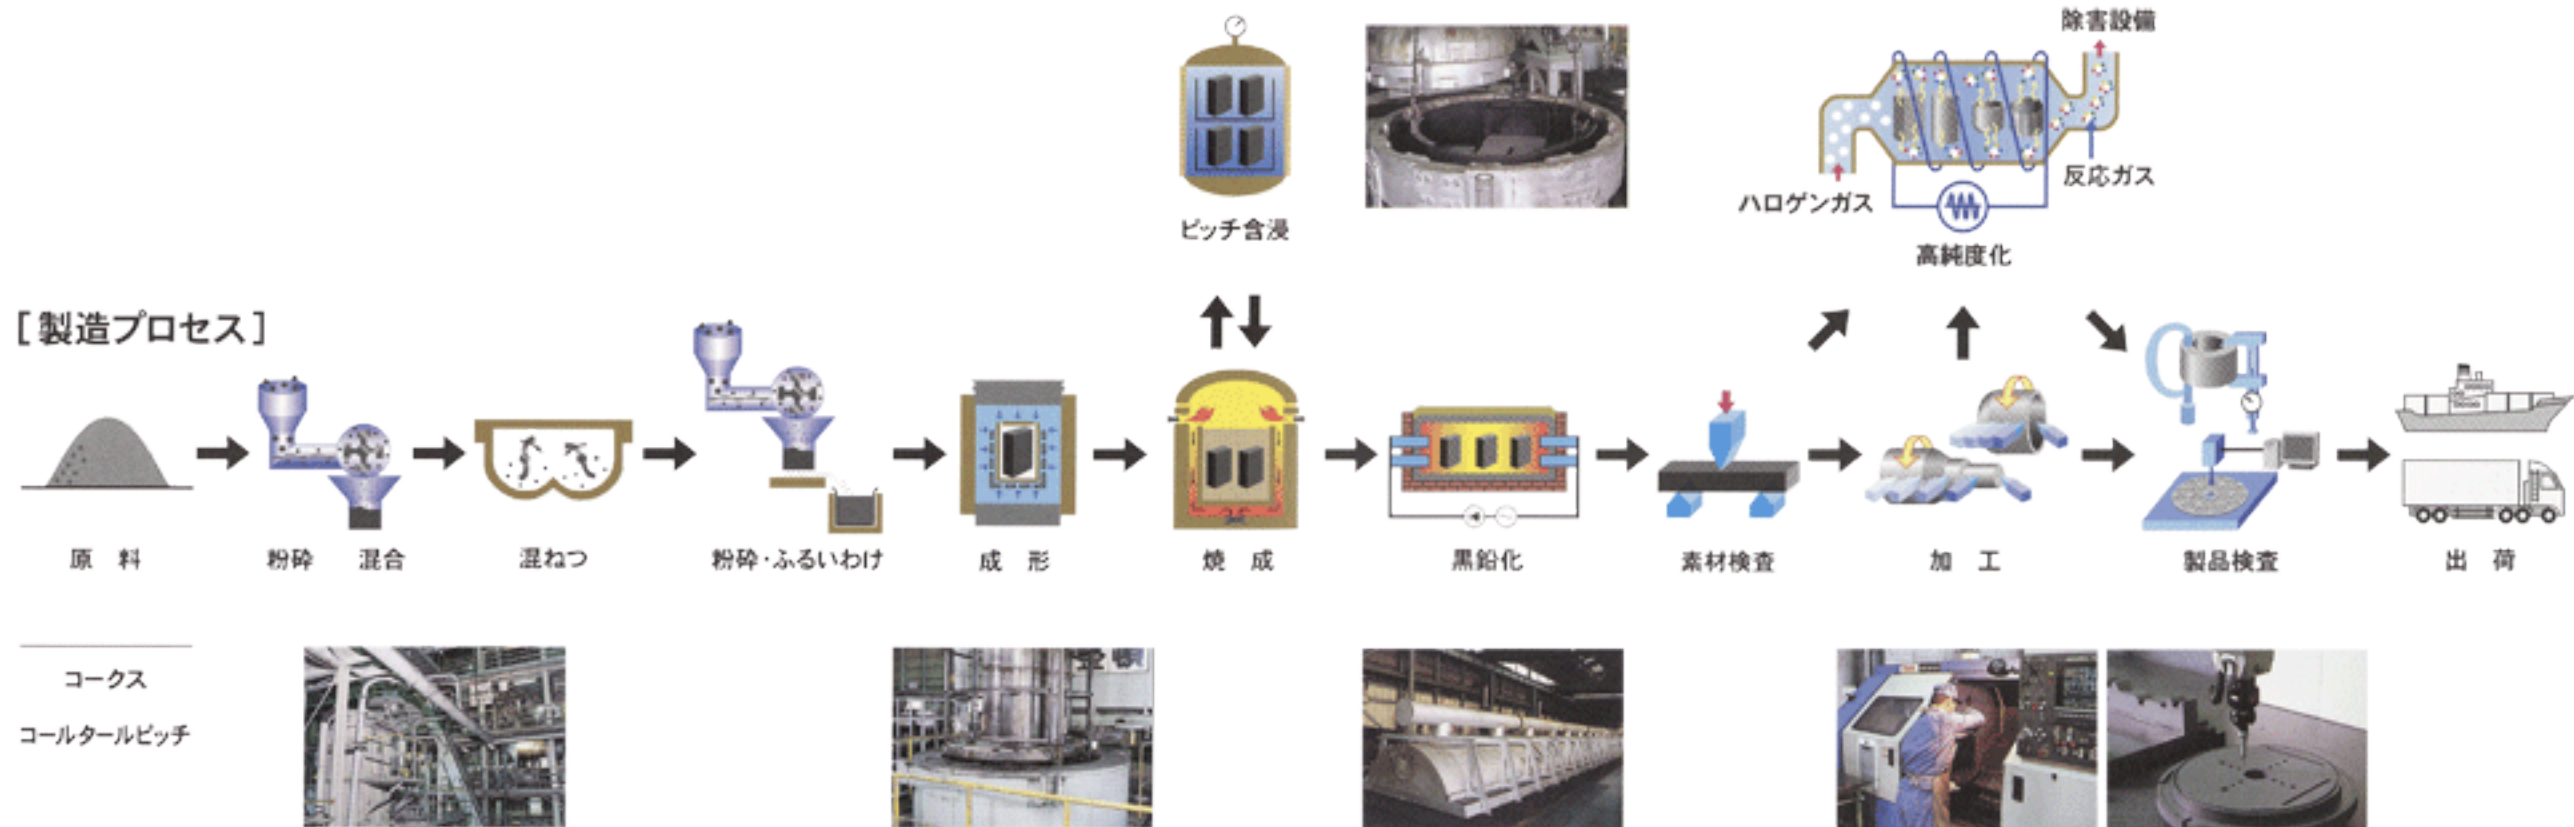 除害設備
反応ガス
ハロゲンガス
ピッチ含浸
高純度化
[製造プロセス]
原 料
粉砕 混合
混ねつ
粉砕・ふるいわけ
成 形
焼 成
黒鉛化
素材検査
加 工
製品検査
出 荷
コークス
コールタールピッチ